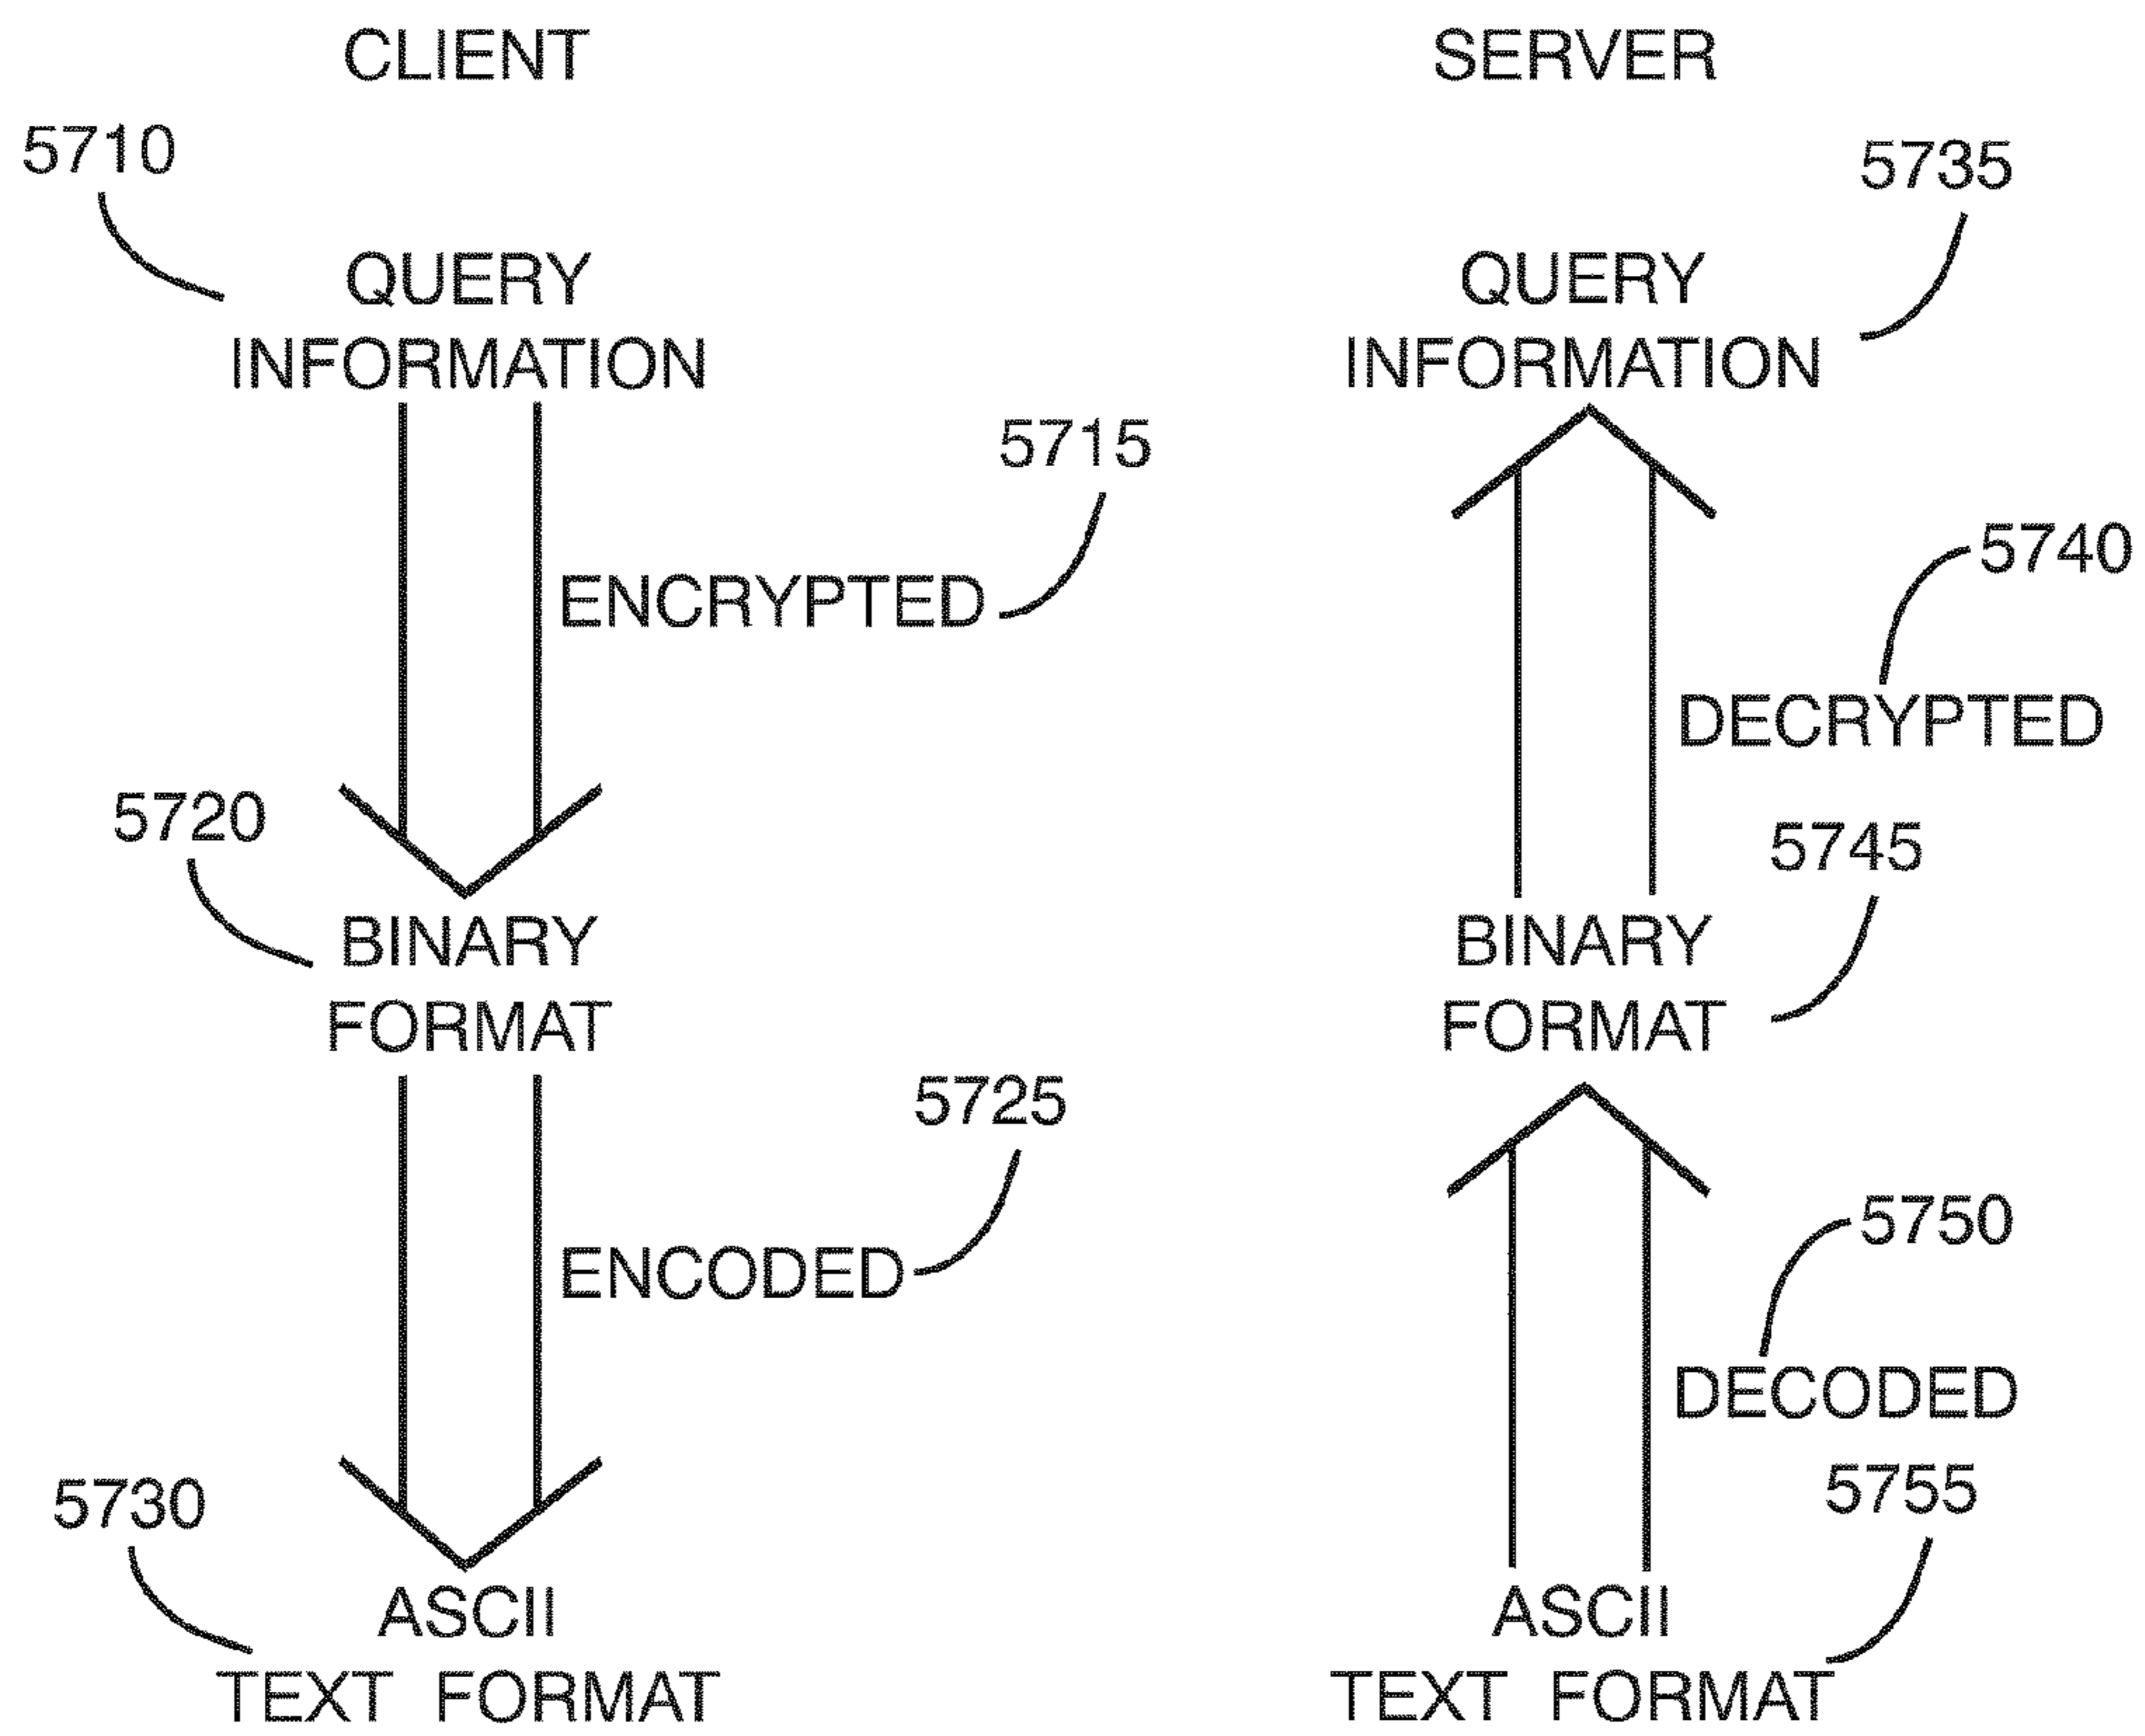 CLIENT
5710
QUERY
INFORMATION
5715
ENCRYPTED
5720
BINARY
FORMAT
5725
ENCODED
5730
ASCII
TEXT FORMAT
SERVER
5735
QUERY
INFORMATION
5740
DECRYPTED
5745
BINARY
FORMAT
5750
DECODED
5755
ASCII
TEXT FORMAT